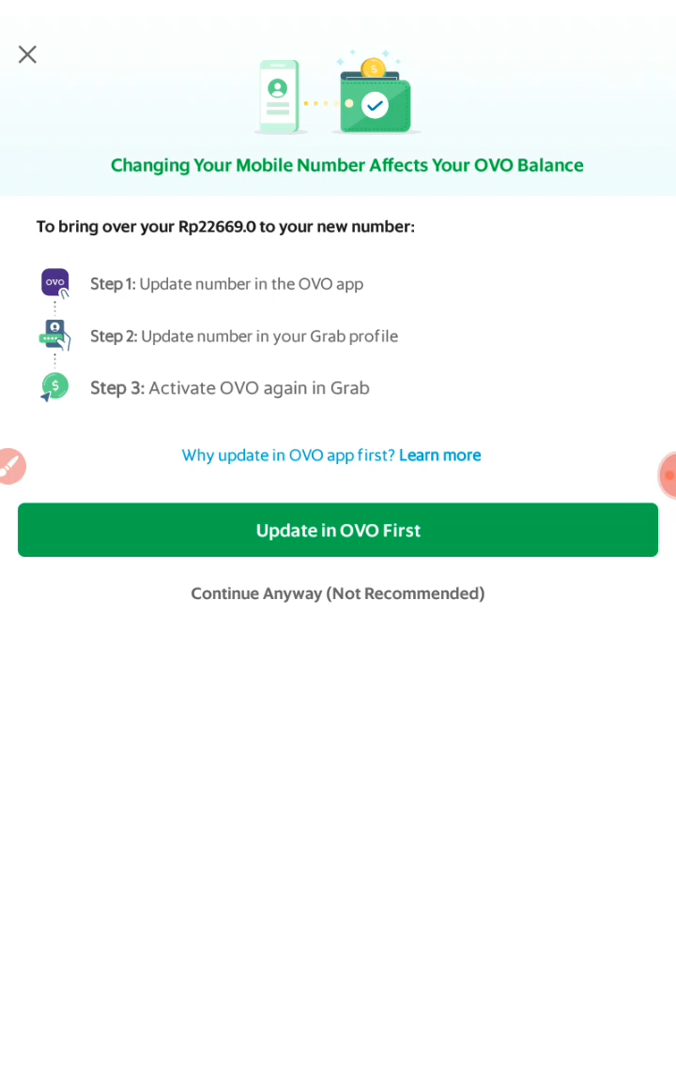 Changing Your Mobile Number Affects Your OVO Balance
To bring over your Rp22669.0 to your new number:
OVO
Step 1: Update number in the OVO app
Step 2: Update number in your Grab profile
Step 3: Activate OVO again in Grab
Why update in OVO app first? Learn more
Update in OVO First
Continue Anyway (Not Recommended)